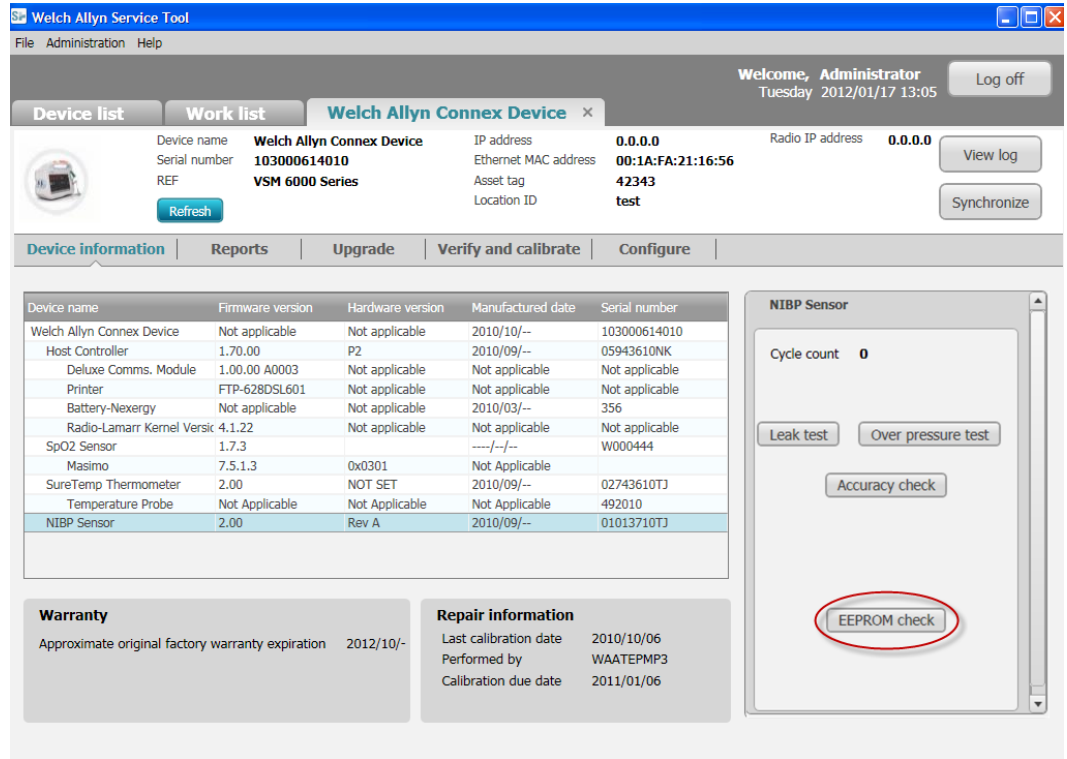 Welch Allyn Service Tool
File Administration Help
Welcome, Administrator
Tuesday 2012/01/17 13:05
Log off
Device list Work list Welch Allyn Connex Device ×
Device name Welch Allyn Connex Device IP address 0.0.0.0 Radio IP address 0.0.0.0
Serial number 103000614010 Ethernet MAC address 00:1A:FA:21:16:56
REF VSM 6000 Series Asset tag 42343
Location ID test
Refresh
View log
Synchronize
Device information Reports Upgrade Verify and calibrate Configure
Device name Firmware version Hardware version Manufactured date Serial number
Welch Allyn Connex Device Not applicable Not applicable 2010/10/-- 103000614010
Host Controller 1.70.00 P2 2010/09/-- 05943610NK
Deluxe Comms. Module 1.00.00 A0003 Not applicable Not applicable Not applicable
Printer FTP-628DSL601 Not applicable Not applicable Not applicable
Battery-Nexergy Not applicable Not applicable 2010/03/-- 356
Radio-Lamarr Kernel Versic 4.1.22 Not applicable Not applicable Not applicable
SpO2 Sensor 1.7.3 ----/--/-- W000444
Masimo 7.5.1.3 0x0301 Not Applicable
SureTemp Thermometer 2.00 NOT SET 2010/09/-- 02743610TJ
Temperature Probe Not Applicable Not Applicable Not Applicable 492010
NIBP Sensor 2.00 Rev A 2010/09/-- 01013710TJ
NIBP Sensor
Cycle count 0
Leak test Over pressure test
Accuracy check
EEPROM check
Warranty
Approximate original factory warranty expiration 2012/10/-
Repair information
Last calibration date 2010/10/06
Performed by WAATEPMP3
Calibration due date 2011/01/06